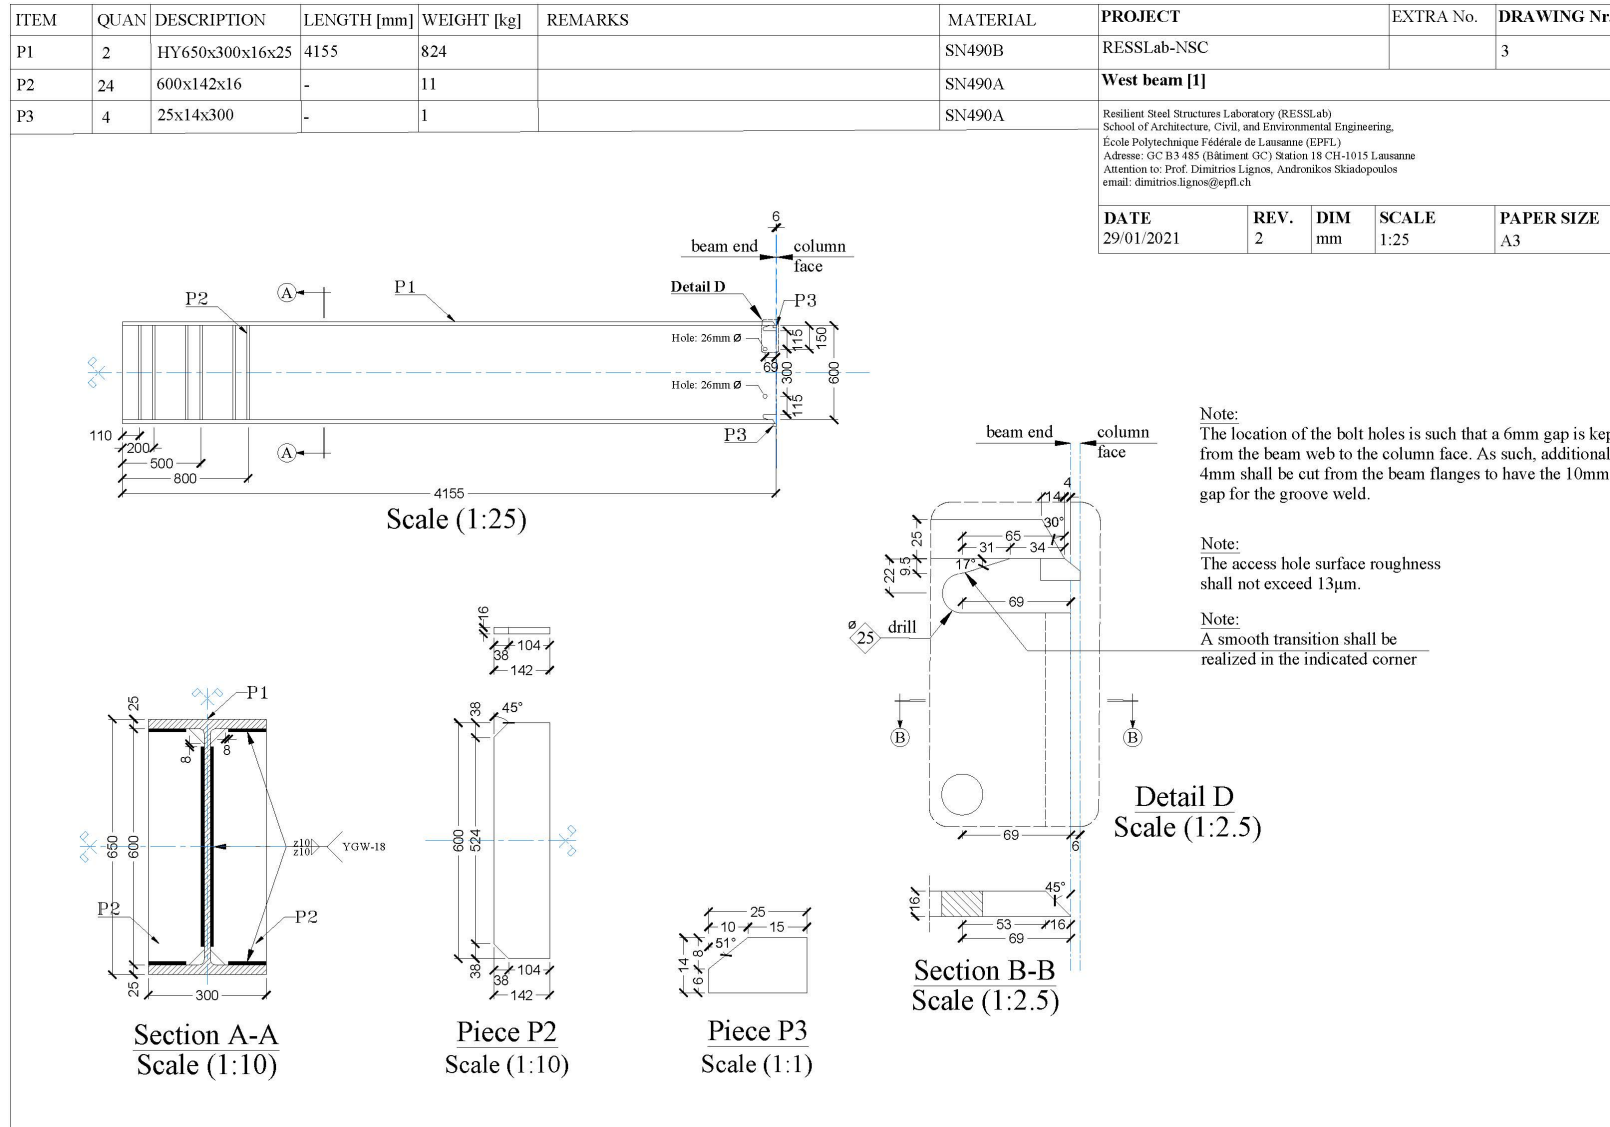 ITEM QUAN DESCRIPTION LENGTH [mm] WEIGHT [kg] REMARKS MATERIAL
P1 2 HY650x300x16x25 4155 824 SN490B
P2 24 600x142x16 - 11 SN490A
P3 4 25x14x300 - 1 SN490A
PROJECT EXTRA No. DRAWING Nr.
RESSLab-NSC 3
West beam [1]
Resilient Steel Structures Laboratory (RESSLab)
School of Architecture, Civil, and Environmental Engineering,
École Polytechnique Fédérale de Lausanne (EPFL)
Adresse: GC B3 485 (Bâtiment GC) Station 18 CH-1015 Lausanne
Attention to: Prof. Dimitrios Lignos, Andronikos Skiadopoulos
email: dimitrios.lignos@epfl.ch
DATE REV. DIM SCALE PAPER SIZE
29/01/2021 2 mm 1:25 A3
6
beam end column
face
P2 A P1 Detail D P3
Hole: 26mm Ø 115 150
69 300 600
Hole: 26mm Ø
115
110 P3
200 A
500
800
4155
Scale (1:25)
Note:
The location of the bolt holes is such that a 6mm gap is kep
from the beam web to the column face. As such, additional
4mm shall be cut from the beam flanges to have the 10mm
gap for the groove weld.
Note:
The access hole surface roughness
shall not exceed 13µm.
Note:
A smooth transition shall be
realized in the indicated corner
beam end column
face
4
14
30°
25 65
31 34
22 9.5 17°
69
ø 25 drill
B B
69
6
Detail D
Scale (1:2.5)
45°
16
53 16
69
Section B-B
Scale (1:2.5)
P1
25
8 8
650 600
z10
z10
YGW-18
P2 P2
25
300
Section A-A
Scale (1:10)
16
104
38
142
38 45°
600 524
38
38 104
142
Piece P2
Scale (1:10)
25
10 15
51°
14 8
6
Piece P3
Scale (1:1)